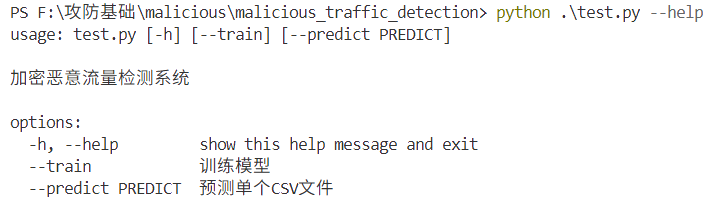 PS F:\攻防基础\malicious\malicious_traffic_detection> python .\test.py --help
usage: test.py [-h] [--train] [--predict PREDICT]
加密恶意流量检测系统
options:
-h, --help show this help message and exit
--train 训练模型
--predict PREDICT 预测单个CSV文件